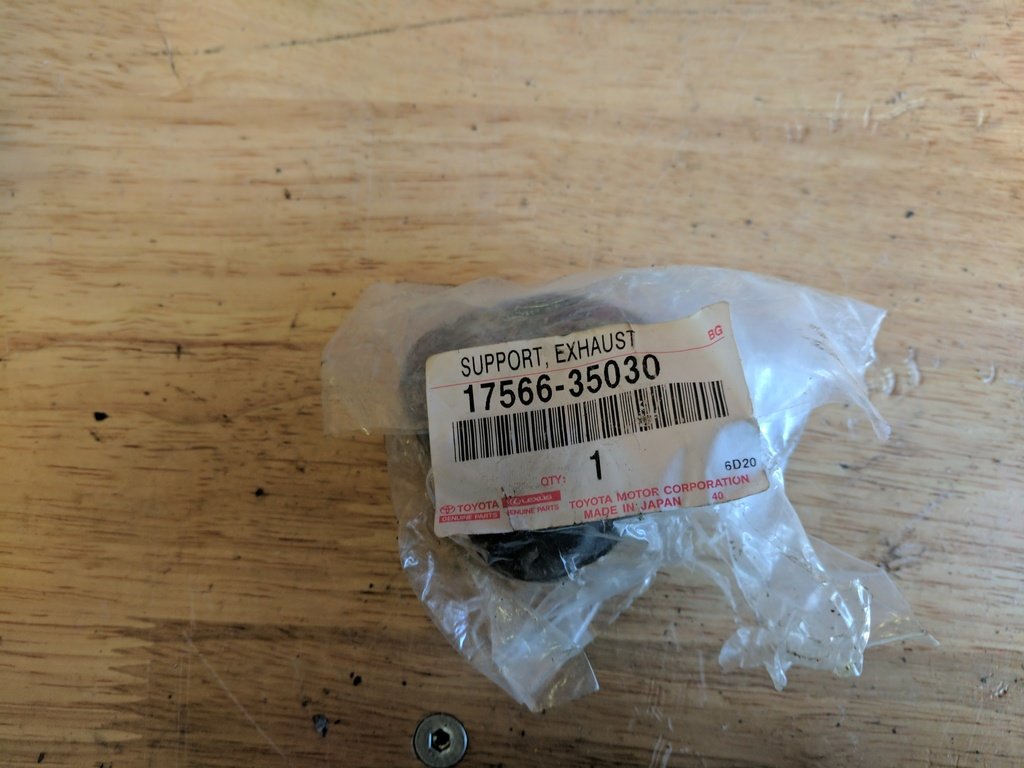 BG
SUPPORT, EXHAUST
17566-35030
QTY: 1
6D20
TOYOTA LEXUS TOYOTA MOTOR CORPORATION
GENUINE PARTS GENUINE PARTS MADE IN JAPAN 40